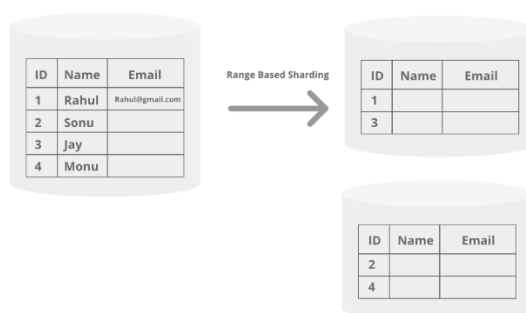 ID Name Email
1 Rahul Rahul@gmail.com
2 Sonu
3 Jay
4 Monu
Range Based Sharding
ID Name Email
1
3
ID Name Email
2
4